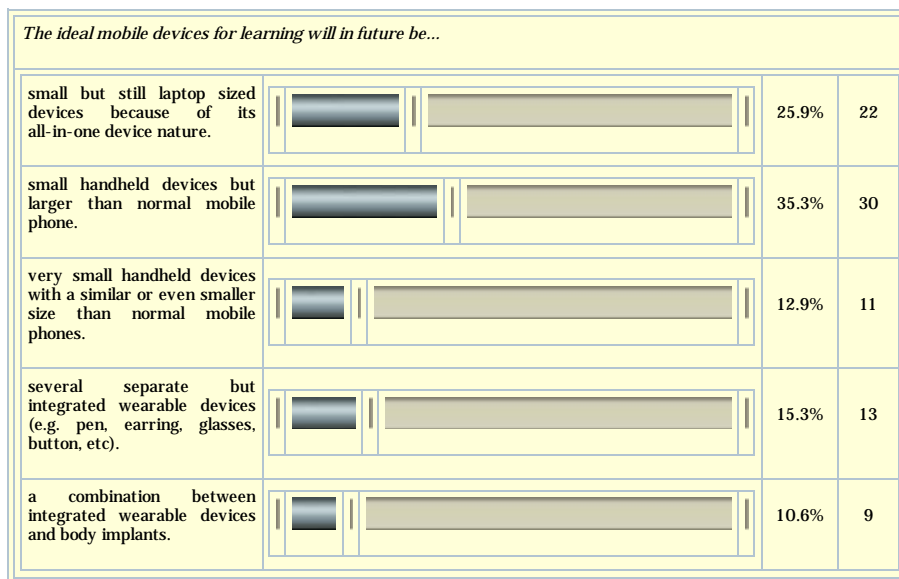 The ideal mobile devices for learning will in future be...
small but still laptop sized
devices because of its
all-in-one device nature.
25.9% 22
small handheld devices but
larger than normal mobile
phone.
35.3% 30
very small handheld devices
with a similar or even smaller
size than normal mobile
phones.
12.9% 11
several separate but
integrated wearable devices
(e.g. pen, earring, glasses,
button, etc).
15.3% 13
a combination between
integrated wearable devices
and body implants.
10.6% 9